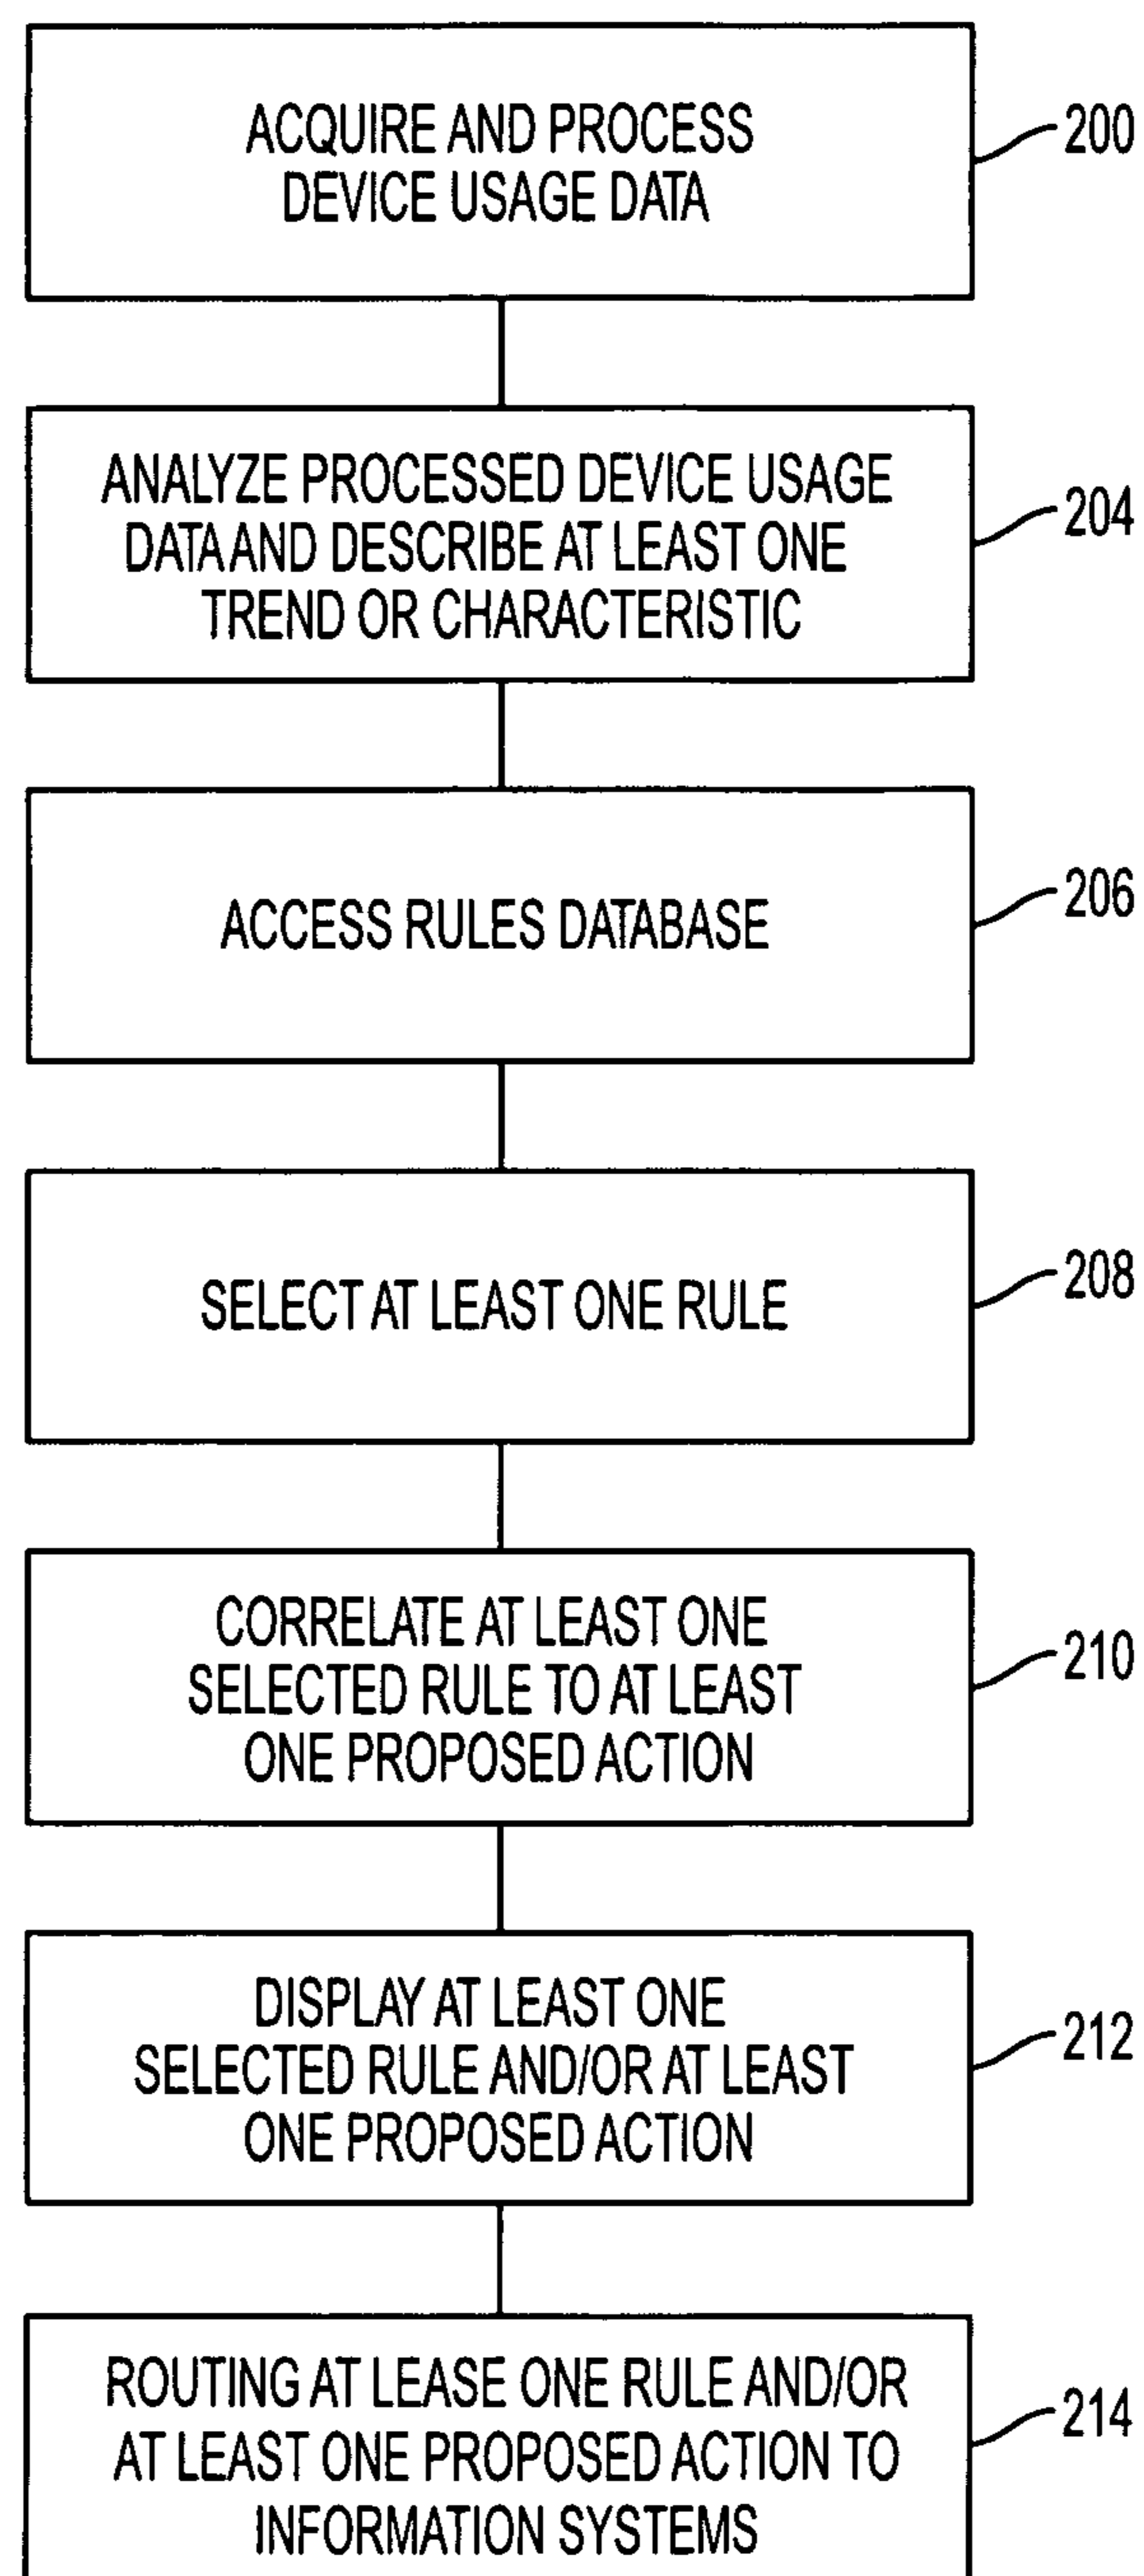 ACQUIRE AND PROCESS
DEVICE USAGE DATA
200
ANALYZE PROCESSED DEVICE USAGE
DATA AND DESCRIBE AT LEAST ONE
TREND OR CHARACTERISTIC
204
ACCESS RULES DATABASE
206
SELECT AT LEAST ONE RULE
208
CORRELATE AT LEAST ONE
SELECTED RULE TO AT LEAST
ONE PROPOSED ACTION
210
DISPLAY AT LEAST ONE
SELECTED RULE AND/OR AT LEAST
ONE PROPOSED ACTION
212
ROUTING AT LEASE ONE RULE AND/OR
AT LEAST ONE PROPOSED ACTION TO
INFORMATION SYSTEMS
214